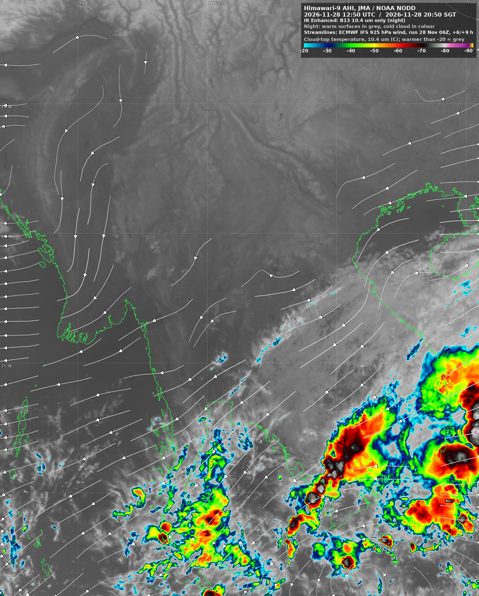 Himawari-9 AHI, JMA / NOAA NODD
2026-11-28 12:50 UTC / 2026-11-28 20:50 SGT
IR Enhanced: B13 10.4 um only (night)
Night: warm surfaces in grey, cold cloud in colour
Streamlines: ECMWF IFS 925 hPa wind, run 28 Nov 06Z, +6/+9 h
Cloud-top temperature, 10.4 um (C); warmer than -20 = grey
-20 -30 -40 -50 -60 -70 -80 -90